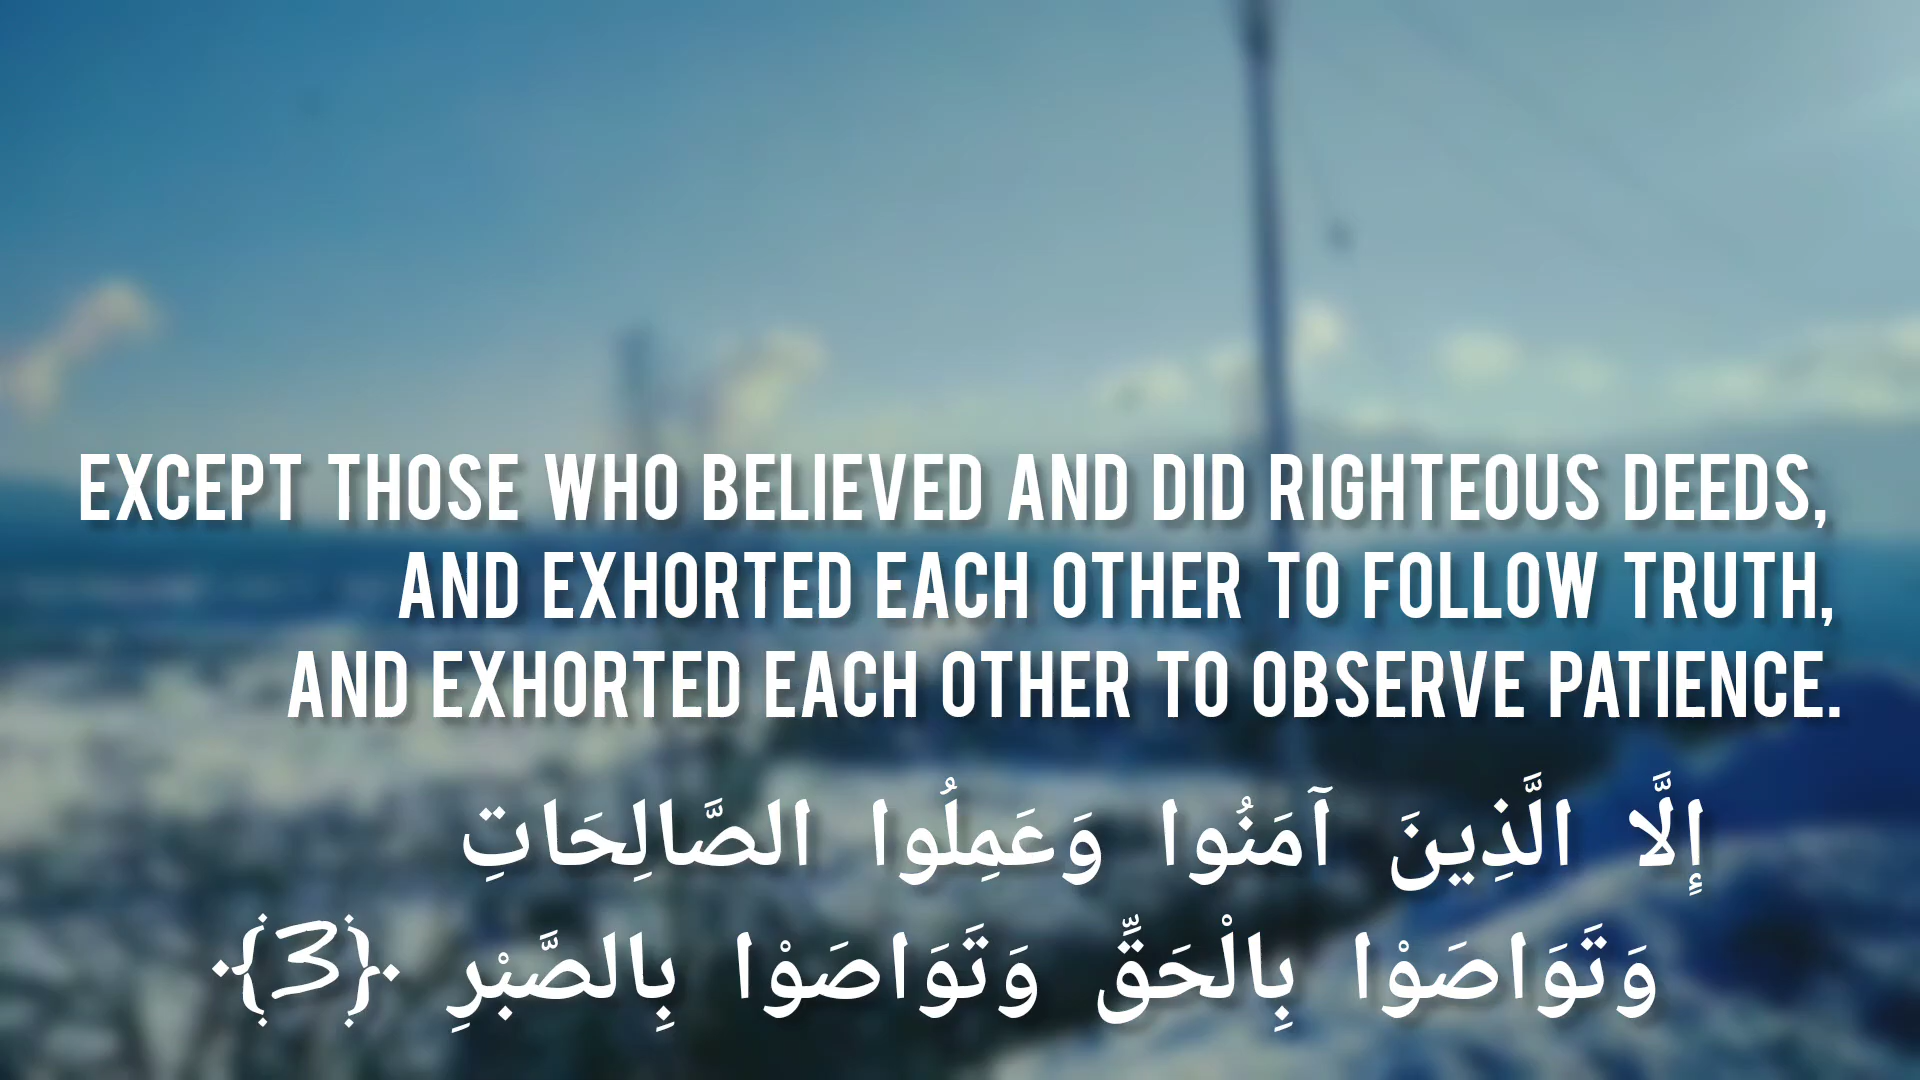 EXCEPT THOSE WHO BELIEVED AND DID RIGHTEOUS DEEDS,
AND EXHORTED EACH OTHER TO FOLLOW TRUTH,
AND EXHORTED EACH OTHER TO OBSERVE PATIENCE.
إِلَّا الَّذِينَ آمَنُوا وَعَمِلُوا الصَّالِحَاتِ
وَتَوَاصَوْا بِالْحَقِّ وَتَوَاصَوْا بِالصَّبْرِ ﴿3﴾